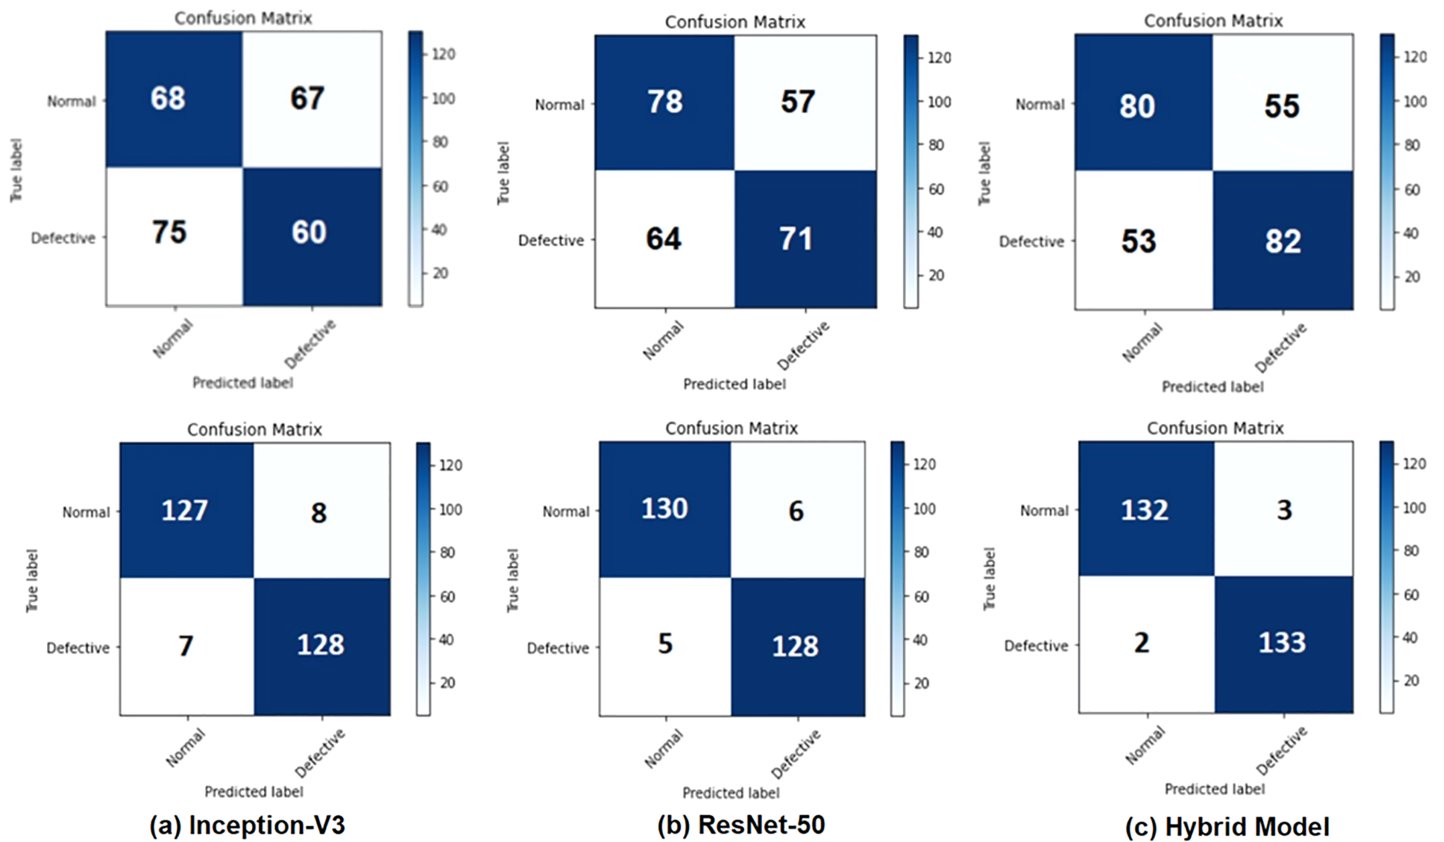 Confusion Matrix
Normal 68 67
Defective 75 60
True label
Normal Defective
Predicted label
120
100
80
60
40
20
Confusion Matrix
Normal 78 57
Defective 64 71
True label
Normal Defective
Predicted label
120
100
80
60
40
20
Confusion Matrix
Normal 80 55
Defective 53 82
True label
Normal Defective
Predicted label
120
100
80
60
40
20
Confusion Matrix
Normal 127 8
Defective 7 128
True label
Normal Defective
Predicted label
120
100
80
60
40
20
(a) Inception-V3
Confusion Matrix
Normal 130 6
Defective 5 128
True label
Normal Defective
Predicted label
120
100
80
60
40
20
(b) ResNet-50
Confusion Matrix
Normal 132 3
Defective 2 133
True label
Normal Defective
Predicted label
120
100
80
60
40
20
(c) Hybrid Model